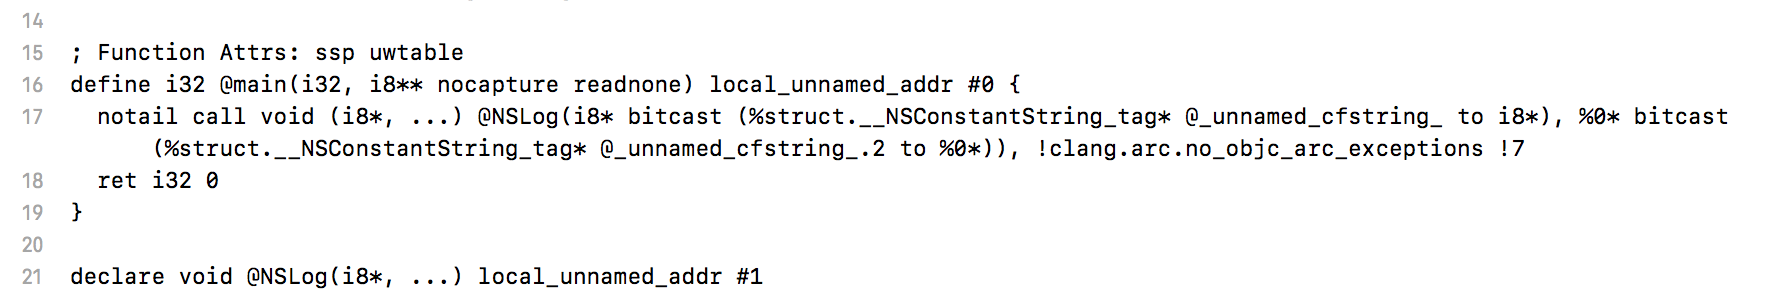 14
15 ; Function Attrs: ssp uwtable
16 define i32 @main(i32, i8** nocapture readnone) local_unnamed_addr #0 {
17 notail call void (i8*, ...) @NSLog(i8* bitcast (%struct.__NSConstantString_tag* @_unnamed_cfstring_ to i8*), %0* bitcast
(%struct.__NSConstantString_tag* @_unnamed_cfstring_.2 to %0*)), !clang.arc.no_objc_arc_exceptions !7
18 ret i32 0
19 }
20
21 declare void @NSLog(i8*, ...) local_unnamed_addr #1